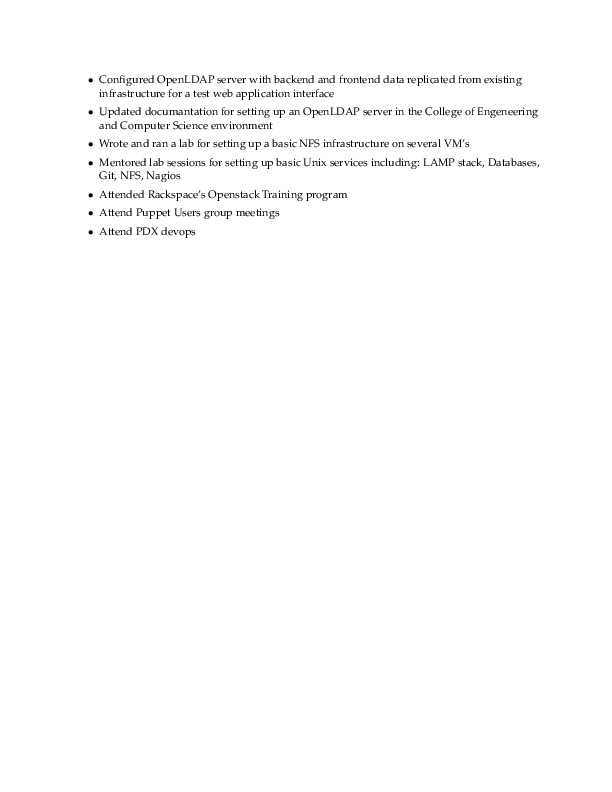 • Configured OpenLDAP server with backend and frontend data replicated from existing
infrastructure for a test web application interface
• Updated documantation for setting up an OpenLDAP server in the College of Engeneering
and Computer Science environment
• Wrote and ran a lab for setting up a basic NFS infrastructure on several VM's
• Mentored lab sessions for setting up basic Unix services including: LAMP stack, Databases,
Git, NFS, Nagios
• Attended Rackspace's Openstack Training program
• Attend Puppet Users group meetings
• Attend PDX devops